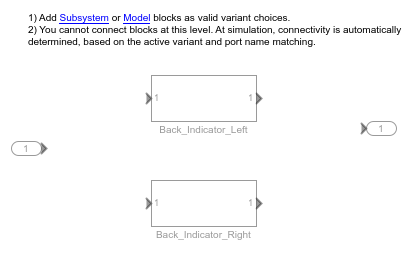 1) Add Subsystem or Model blocks as valid variant choices.
2) You cannot connect blocks at this level. At simulation, connectivity is automatically
determined, based on the active variant and port name matching.
1 1
Back_Indicator_Left
1
1
1 1
Back_Indicator_Right